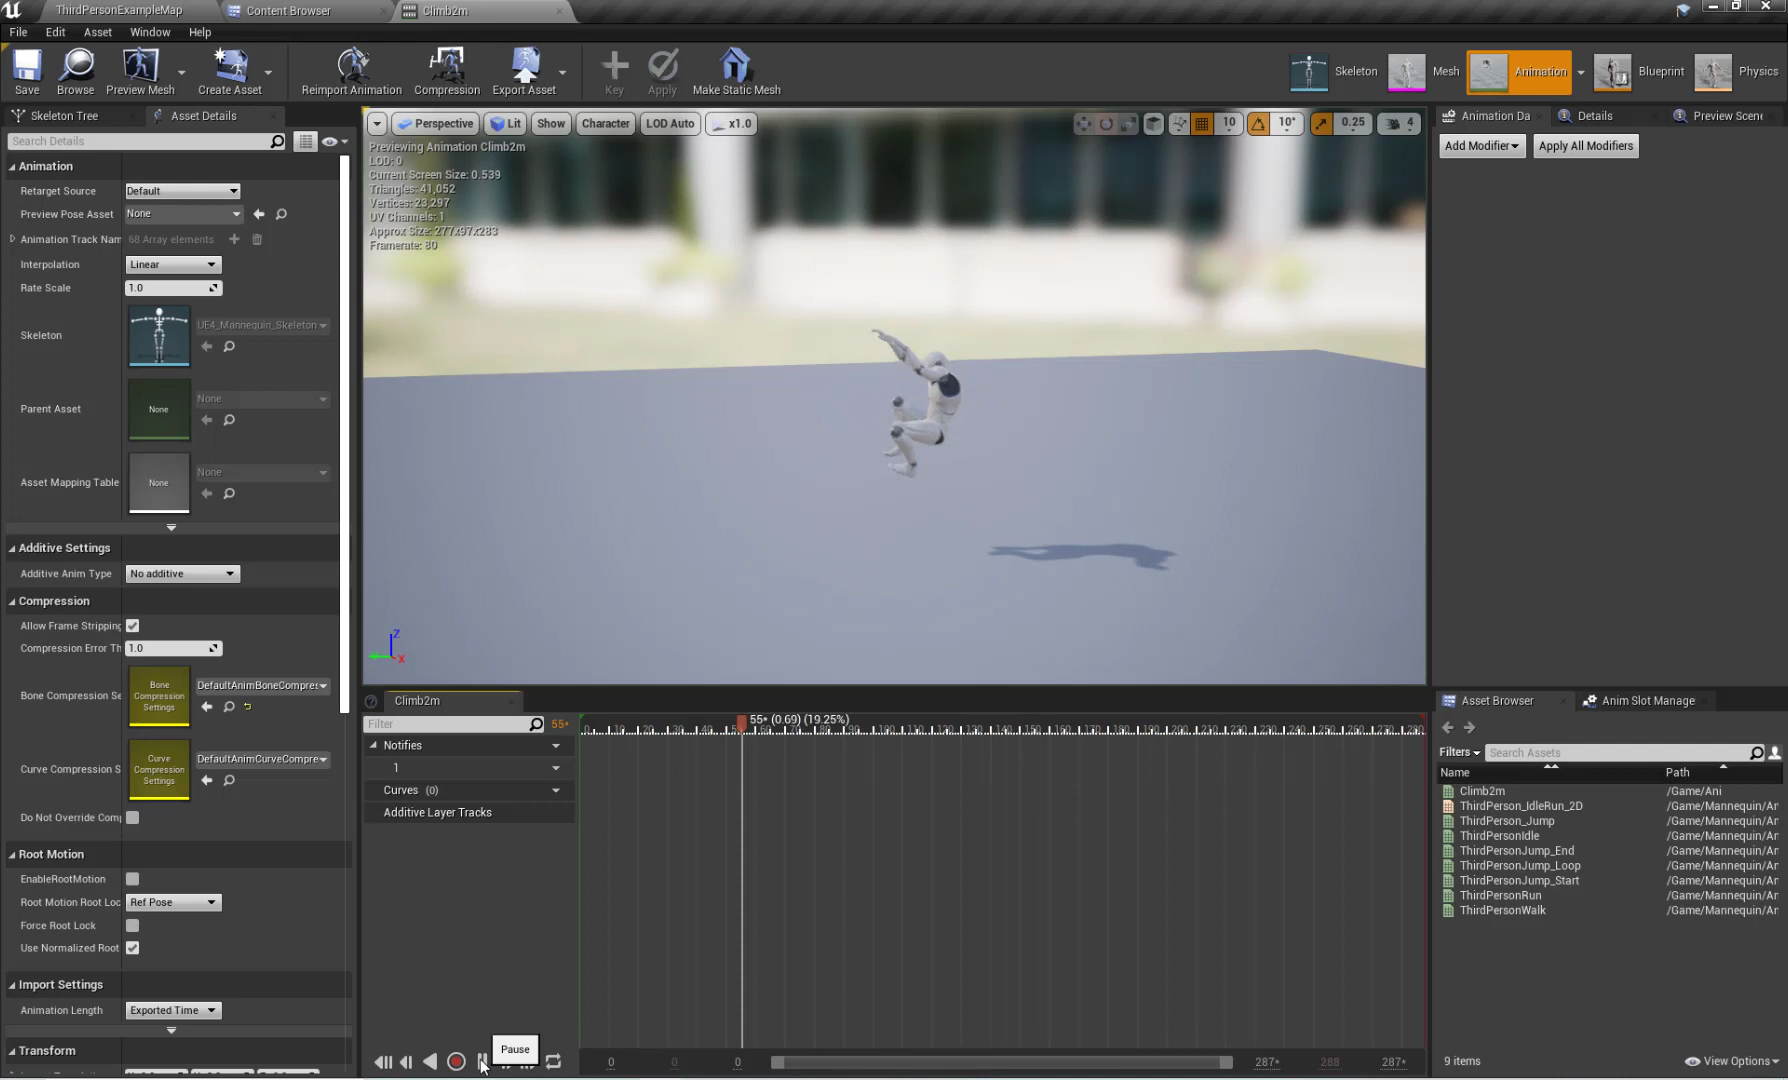 ThirdPersonExampleMap
Content Browser
Climb2m
File Edit Asset Window Help
Save Browse Preview Mesh Create Asset Reimport Animation Compression Export Asset Key Apply Make Static Mesh
Skeleton Mesh Animation Blueprint Physics
Skeleton Tree Asset Details
Search Details
Animation
Retarget Source Default
Preview Pose Asset None
Animation Track Nam 68 Array elements
Interpolation Linear
Rate Scale 1.0
Skeleton UE4_Mannequin_Skeleton
Parent Asset None None
Asset Mapping Table None None
Additive Settings
Additive Anim Type No additive
Compression
Allow Frame Stripping
Compression Error Th 1.0
Bone Compression Se Bone Compression Settings DefaultAnimBoneCompres
Curve Compression S Curve Compression Settings DefaultAnimCurveCompre
Do Not Override Comp
Root Motion
EnableRootMotion
Root Motion Root Loc Ref Pose
Force Root Lock
Use Normalized Root
Import Settings
Animation Length Exported Time
Transform
Perspective Lit Show Character LOD Auto x1.0
10 10° 0.25 4
Previewing Animation Climb2m
LOD: 0
Current Screen Size: 0.539
Triangles: 41,052
Vertices: 23,297
UV Channels: 1
Approx Size: 277x97x283
Framerate: 80
Z
X
Climb2m
Filter 55*
55* (0.69) (19.25%)
Notifies
1
Curves (0)
Additive Layer Tracks
Pause
0 0 0 287* 288 287*
Animation Da Details Preview Scene
Add Modifier Apply All Modifiers
Asset Browser Anim Slot Manage
Filters Search Assets
Name Path
Climb2m /Game/Ani
ThirdPerson_IdleRun_2D /Game/Mannequin/Ar
ThirdPerson_Jump /Game/Mannequin/Ar
ThirdPersonIdle /Game/Mannequin/Ar
ThirdPersonJump_End /Game/Mannequin/Ar
ThirdPersonJump_Loop /Game/Mannequin/Ar
ThirdPersonJump_Start /Game/Mannequin/Ar
ThirdPersonRun /Game/Mannequin/Ar
ThirdPersonWalk /Game/Mannequin/Ar
9 items View Options